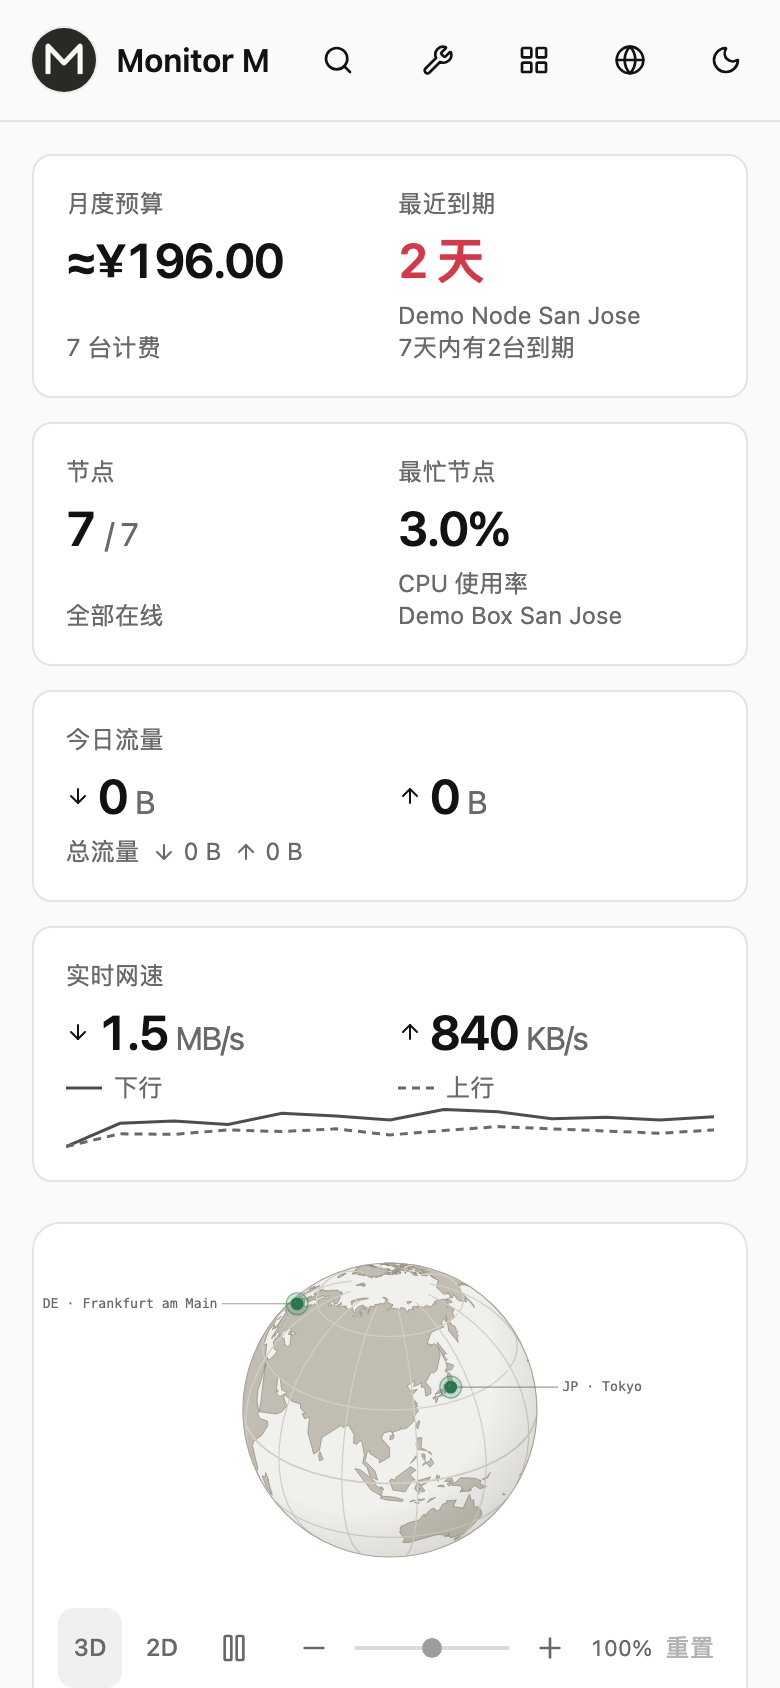 M Monitor M
月度预算
≈¥196.00
7 台计费
最近到期
2 天
Demo Node San Jose
7天内有2台到期
节点
7 / 7
全部在线
最忙节点
3.0%
CPU 使用率
Demo Box San Jose
今日流量
↓ 0 B ↑ 0 B
总流量 ↓ 0 B ↑ 0 B
实时网速
↓ 1.5 MB/s ↑ 840 KB/s
下行 上行
DE · Frankfurt am Main
JP · Tokyo
3D 2D − + 100% 重置